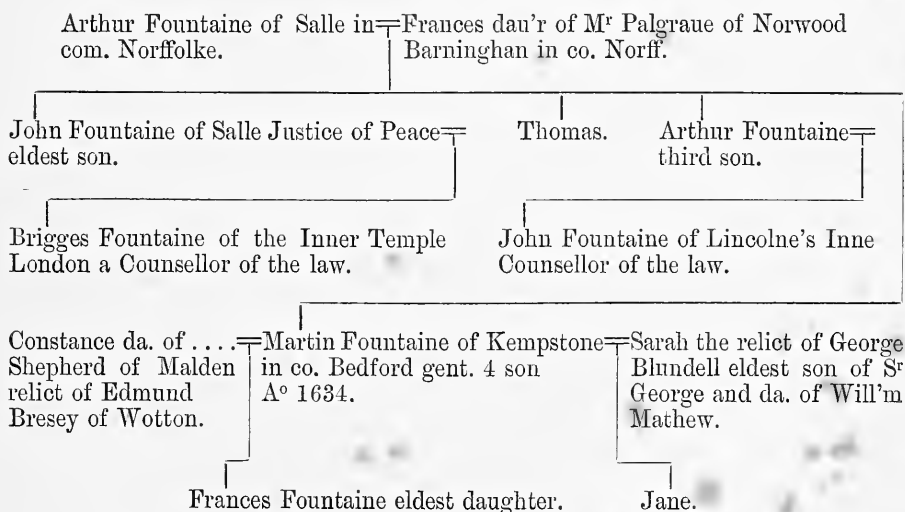 Arthur Fountaine of Salle in
com. Norffolke.
Frances dau'r of Mʳ Palgraue of Norwood
Barninghan in co. Norff.
John Fountaine of Salle Justice of Peace
eldest son.
Thomas.
Arthur Fountaine
third son.
Brigges Fountaine of the Inner Temple
London a Counsellor of the law.
John Fountaine of Lincolne's Inne
Counsellor of the law.
Constance da. of ....
Shepherd of Malden
relict of Edmund
Bresey of Wotton.
Martin Fountaine of Kempstone
in co. Bedford gent. 4 son
Aº 1634.
Sarah the relict of George
Blundell eldest son of Sʳ
George and da. of Will'm
Mathew.
Frances Fountaine eldest daughter.
Jane.